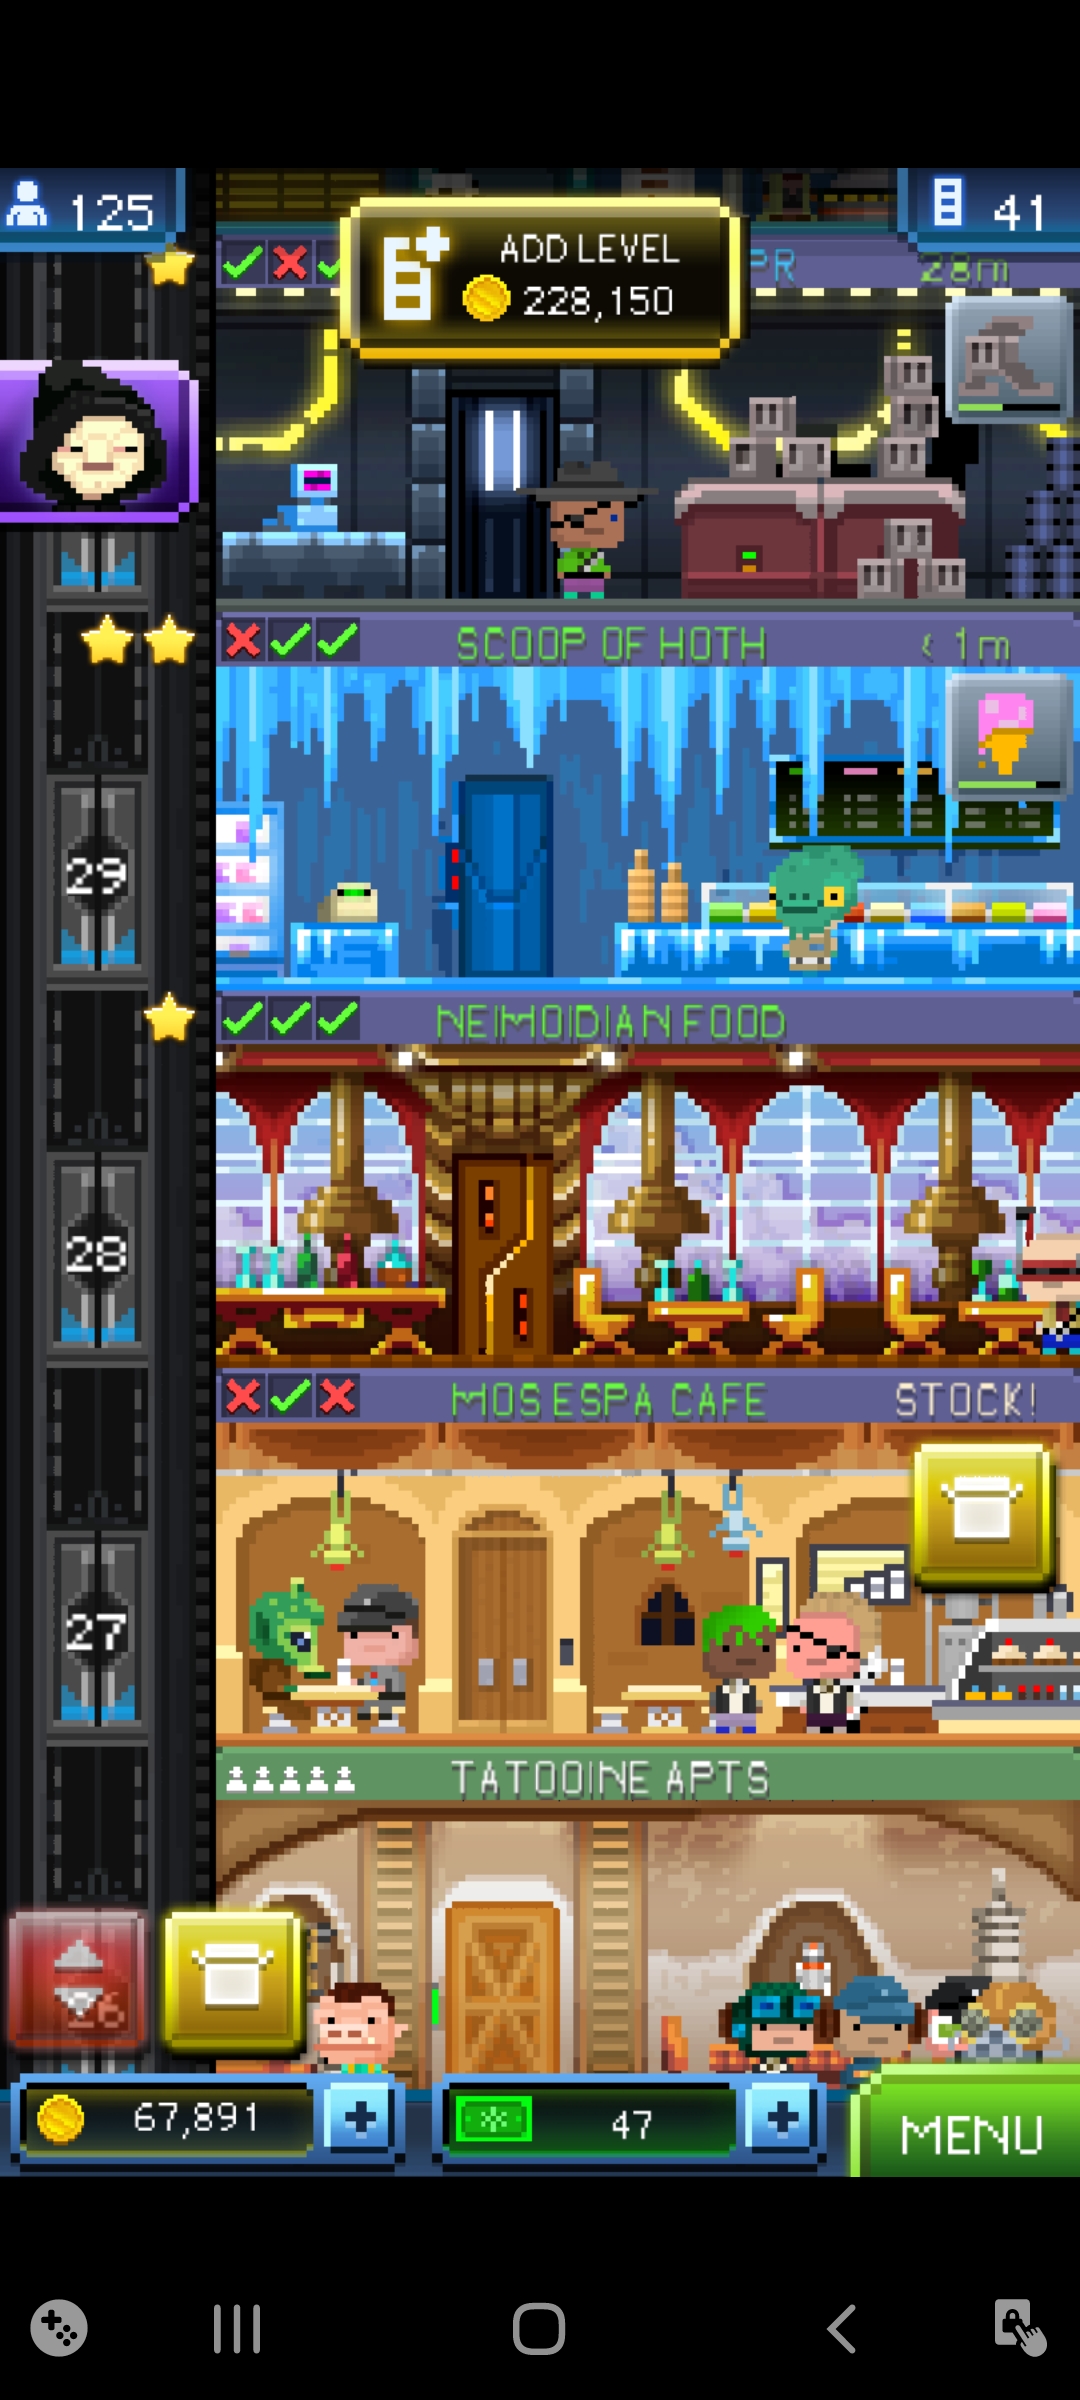 125
ADD LEVEL
228,150
41
PR
28m
SCOOP OF HOTH
< 1m
29
NEIMOIDIAN FOOD
28
MOS ESPA CAFE
STOCK!
27
TATOOINE APTS
26
67,891
47
MENU